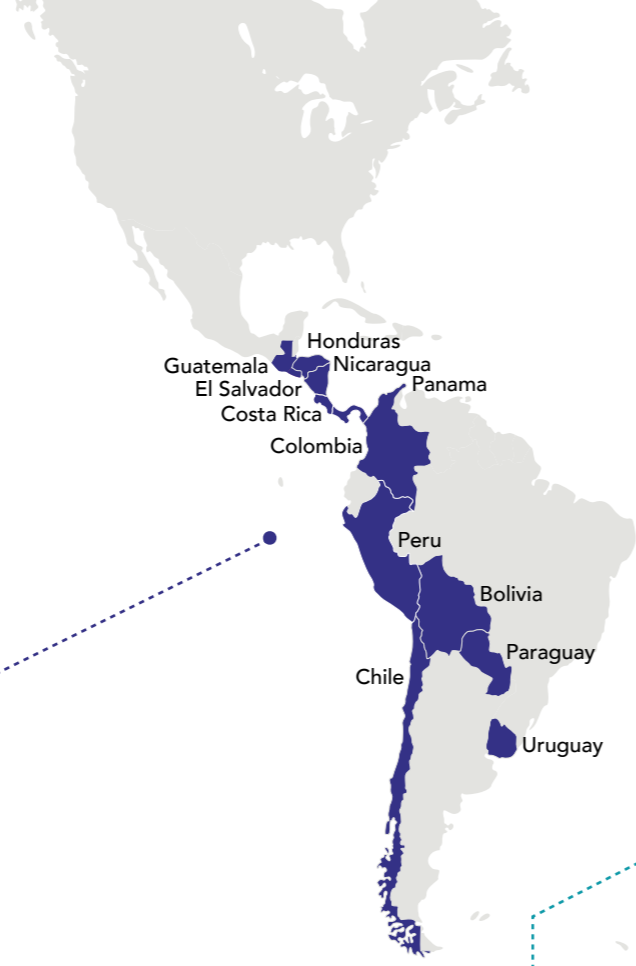 Honduras
Guatemala
Nicaragua
El Salvador
Panama
Costa Rica
Colombia
Peru
Bolivia
Paraguay
Chile
Uruguay